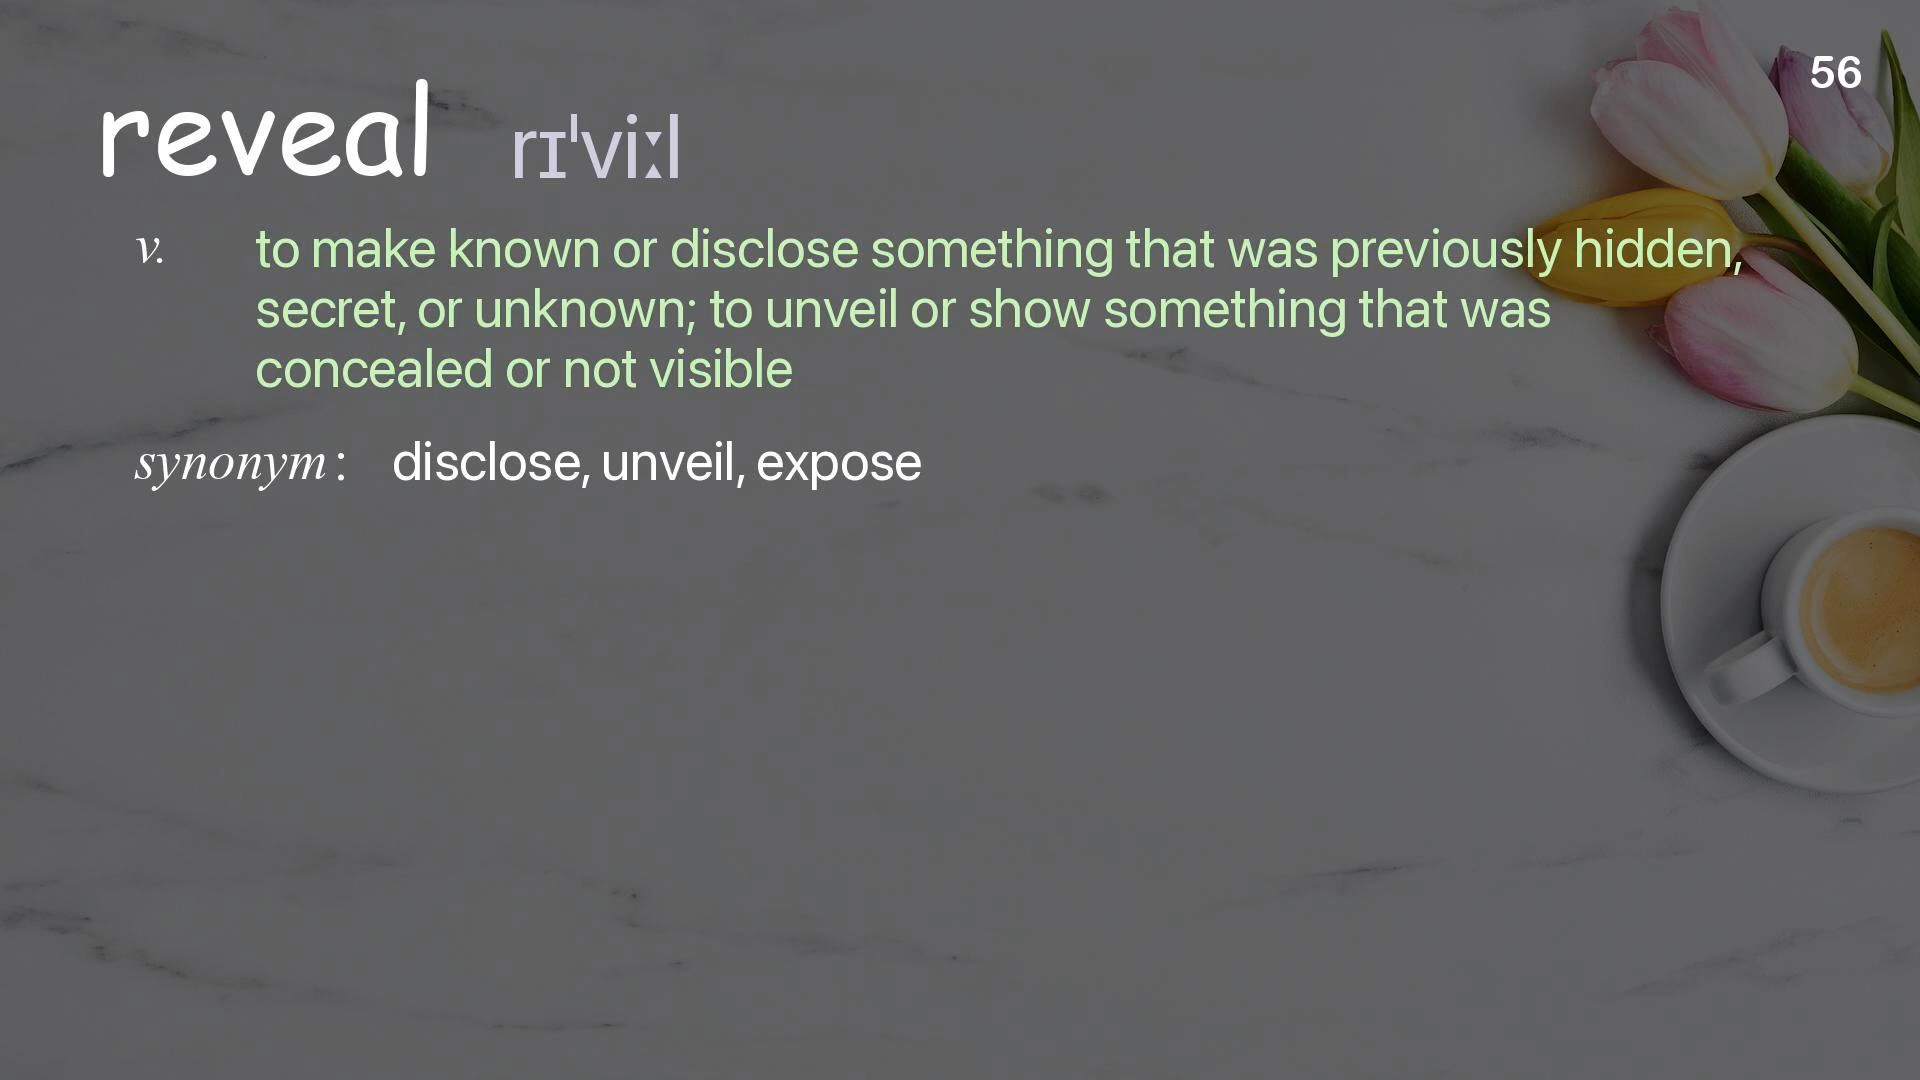 56
reveal rɪˈviːl
v. to make known or disclose something that was previously hidden,
secret, or unknown; to unveil or show something that was
concealed or not visible
synonym : disclose, unveil, expose